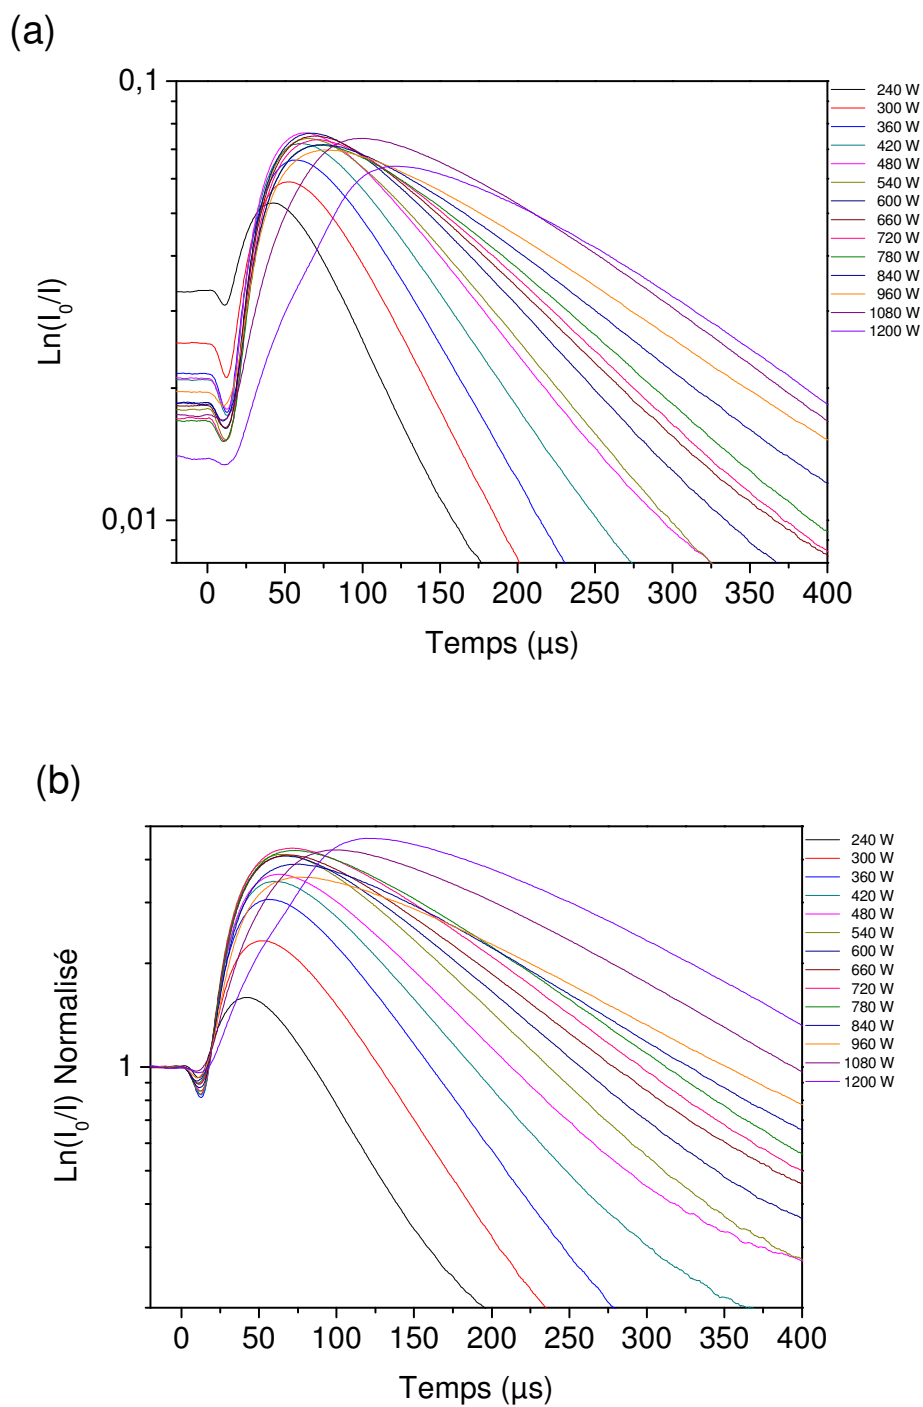 (a)
0,1
0,01
Ln(I₀/I)
0 50 100 150 200 250 300 350 400
Temps (µs)
240 W
300 W
360 W
420 W
480 W
540 W
600 W
660 W
720 W
780 W
840 W
960 W
1080 W
1200 W
(b)
1
Ln(I₀/I) Normalisé
0 50 100 150 200 250 300 350 400
Temps (µs)
240 W
300 W
360 W
420 W
480 W
540 W
600 W
660 W
720 W
780 W
840 W
960 W
1080 W
1200 W